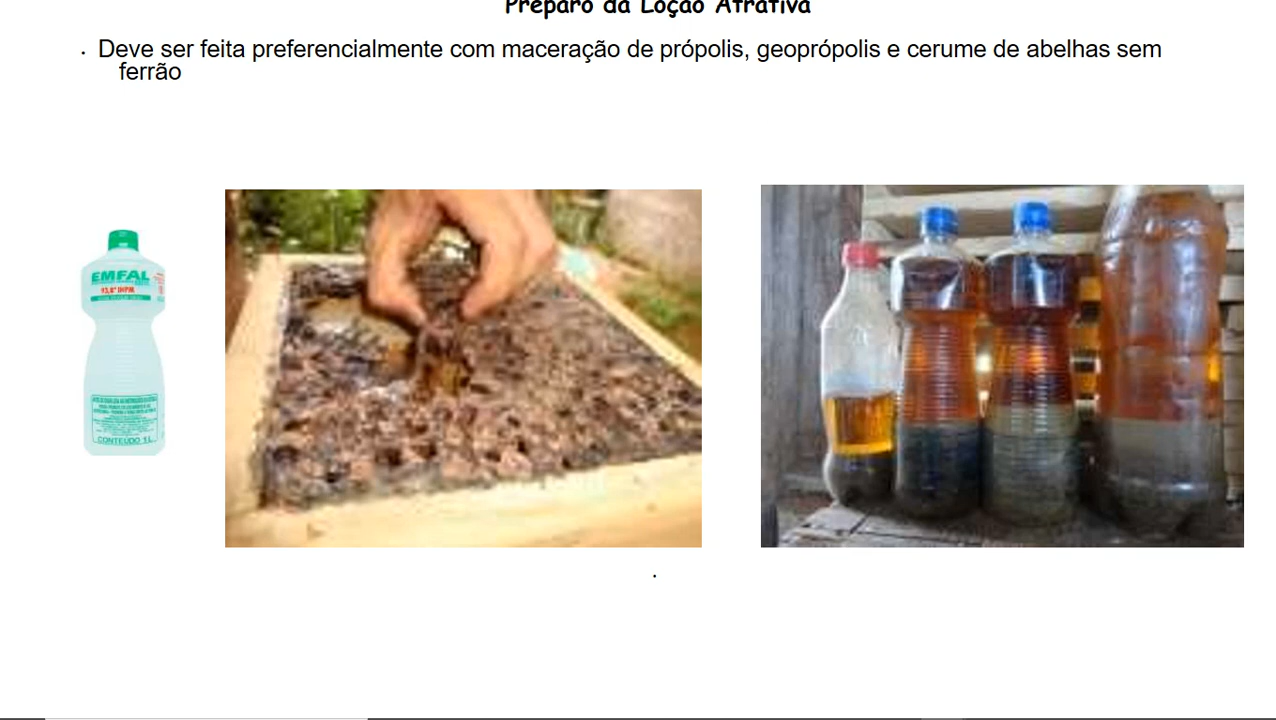 Preparo da Loção Atrativa
· Deve ser feita preferencialmente com maceração de própolis, geoprópolis e cerume de abelhas sem
ferrão
EMFAL
CONTEÚDO 1L